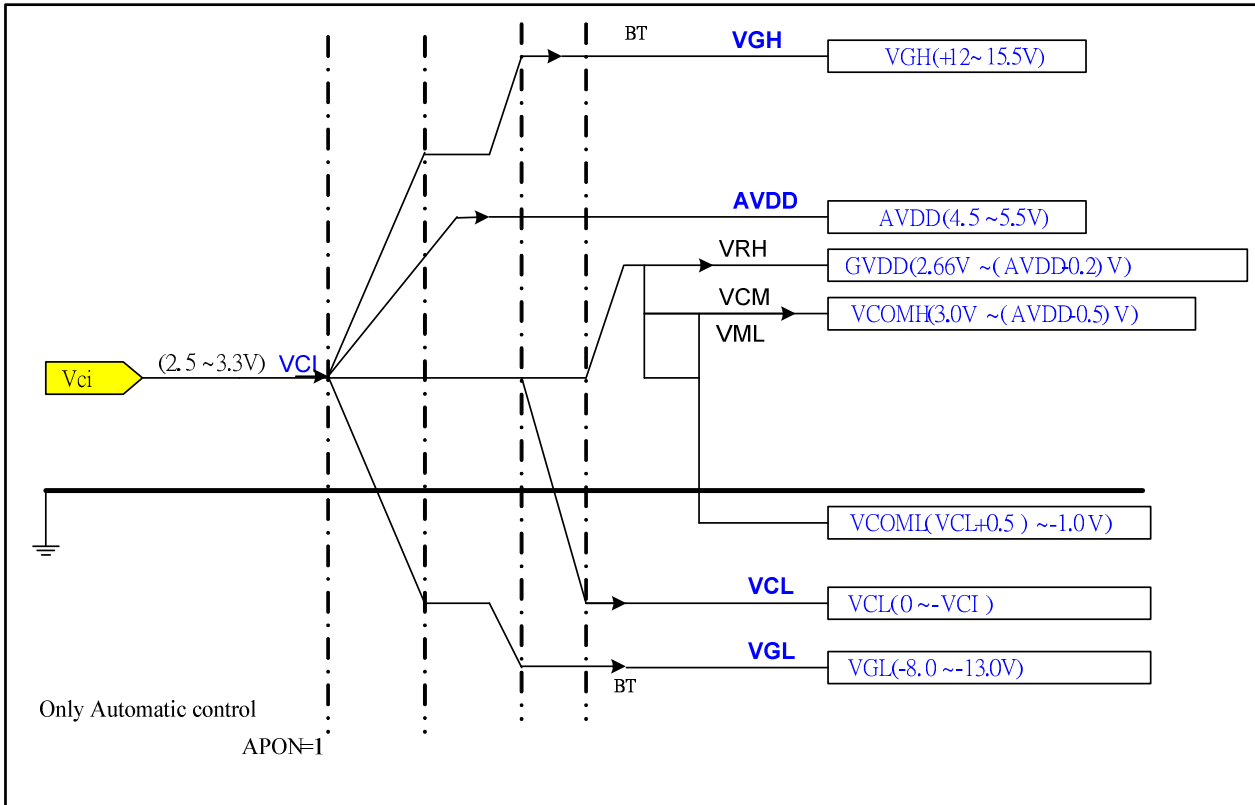 BT
VGH
VGH(+12~ 15.5V)
AVDD
AVDD(4.5 ~5.5V)
VRH
GVDD(2.66V ~(AVDD-0.2) V)
VCM
VCOMH(3.0V ~(AVDD-0.5) V)
VML
Vci
(2.5 ~3.3V)
VCI
VCOML(VCL+0.5 ) ~-1.0 V)
VCL
VCL(0 ~-VCI )
VGL
VGL(-8.0 ~-13.0V)
BT
Only Automatic control
APON=1